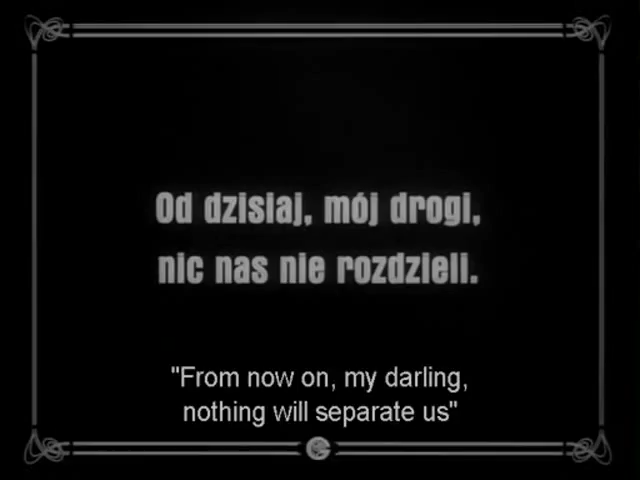 Od dzisiaj, mój drogi,
nic nas nie rozdzieli.
"From now on, my darling,
nothing will separate us"